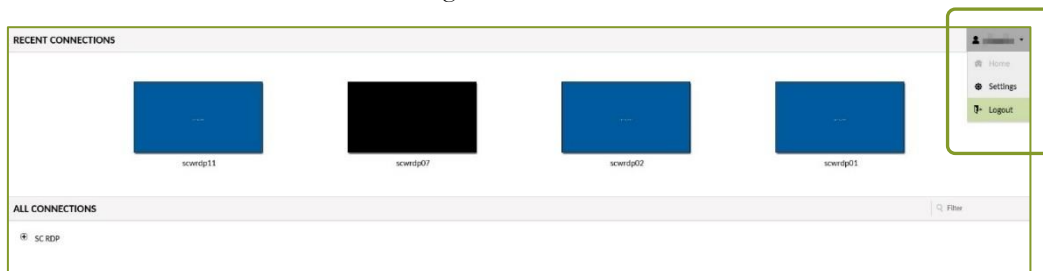 RECENT CONNECTIONS
Home
Settings
Logout
scwrdp11
scwrdp07
scwrdp02
scwrdp01
ALL CONNECTIONS
Filter
SC RDP